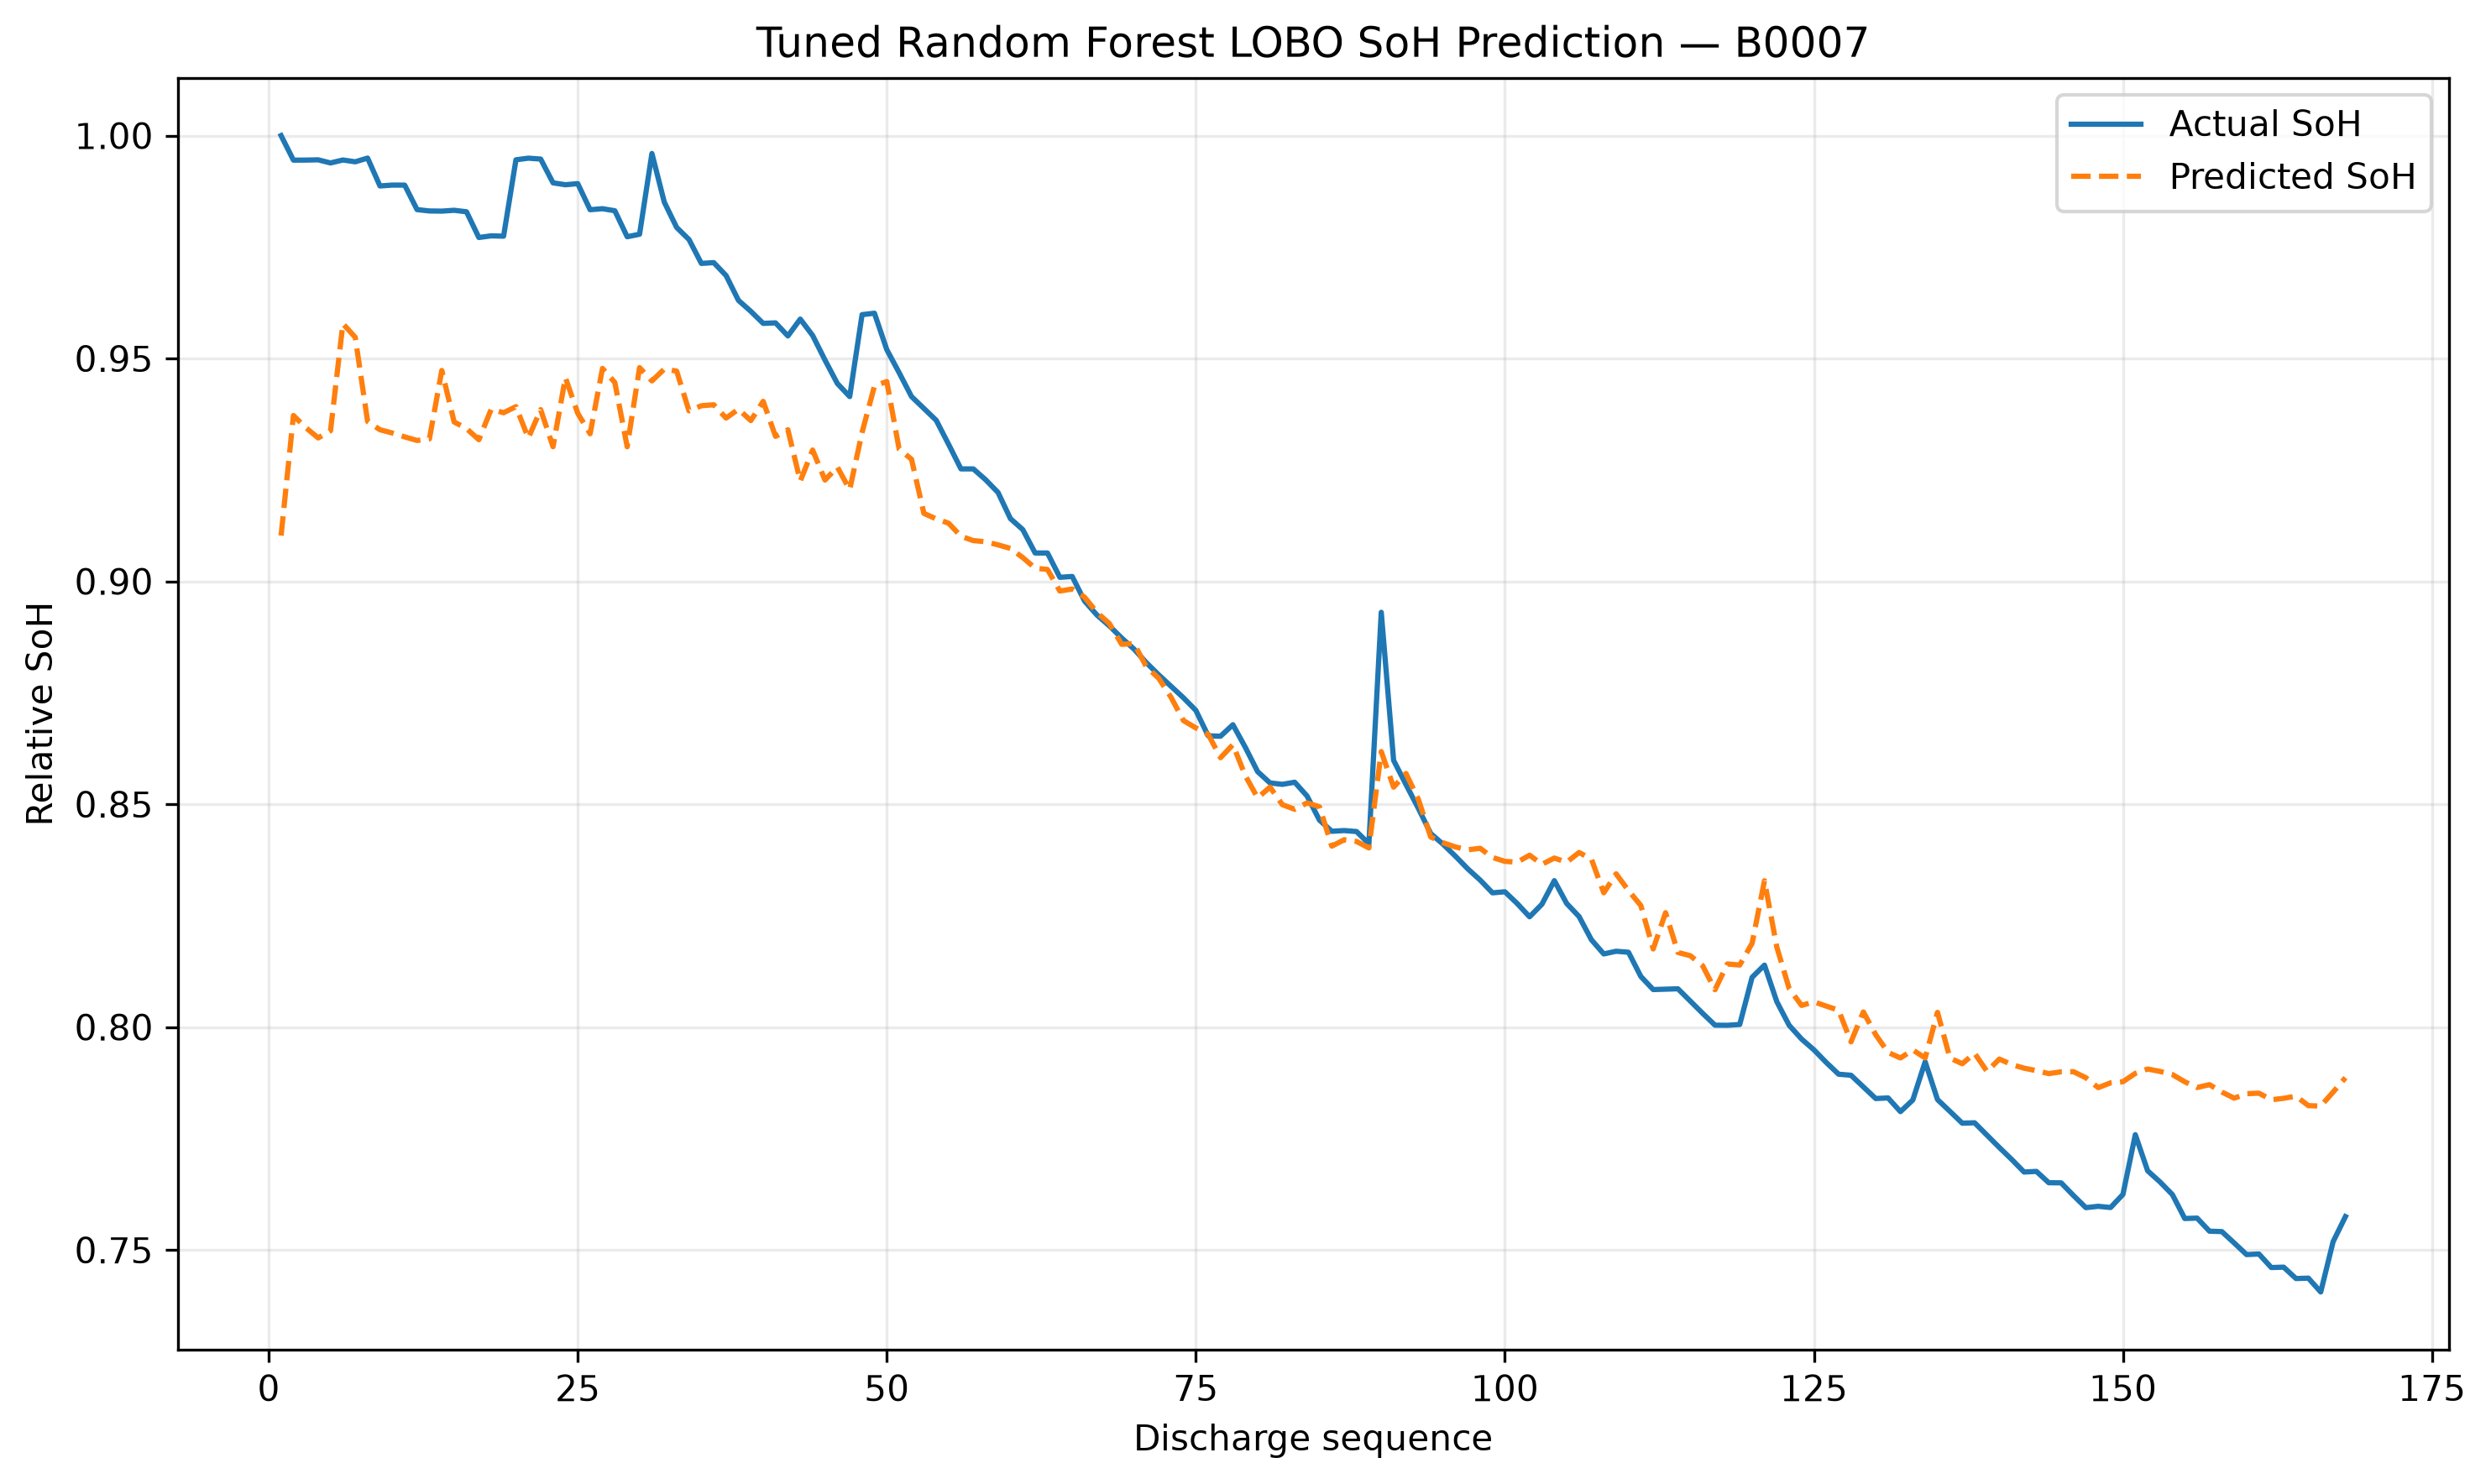 Tuned Random Forest LOBO SoH Prediction — B0007
Actual SoH
Predicted SoH
1.00
0.95
0.90
0.85
0.80
0.75
Relative SoH
0 25 50 75 100 125 150 175
Discharge sequence